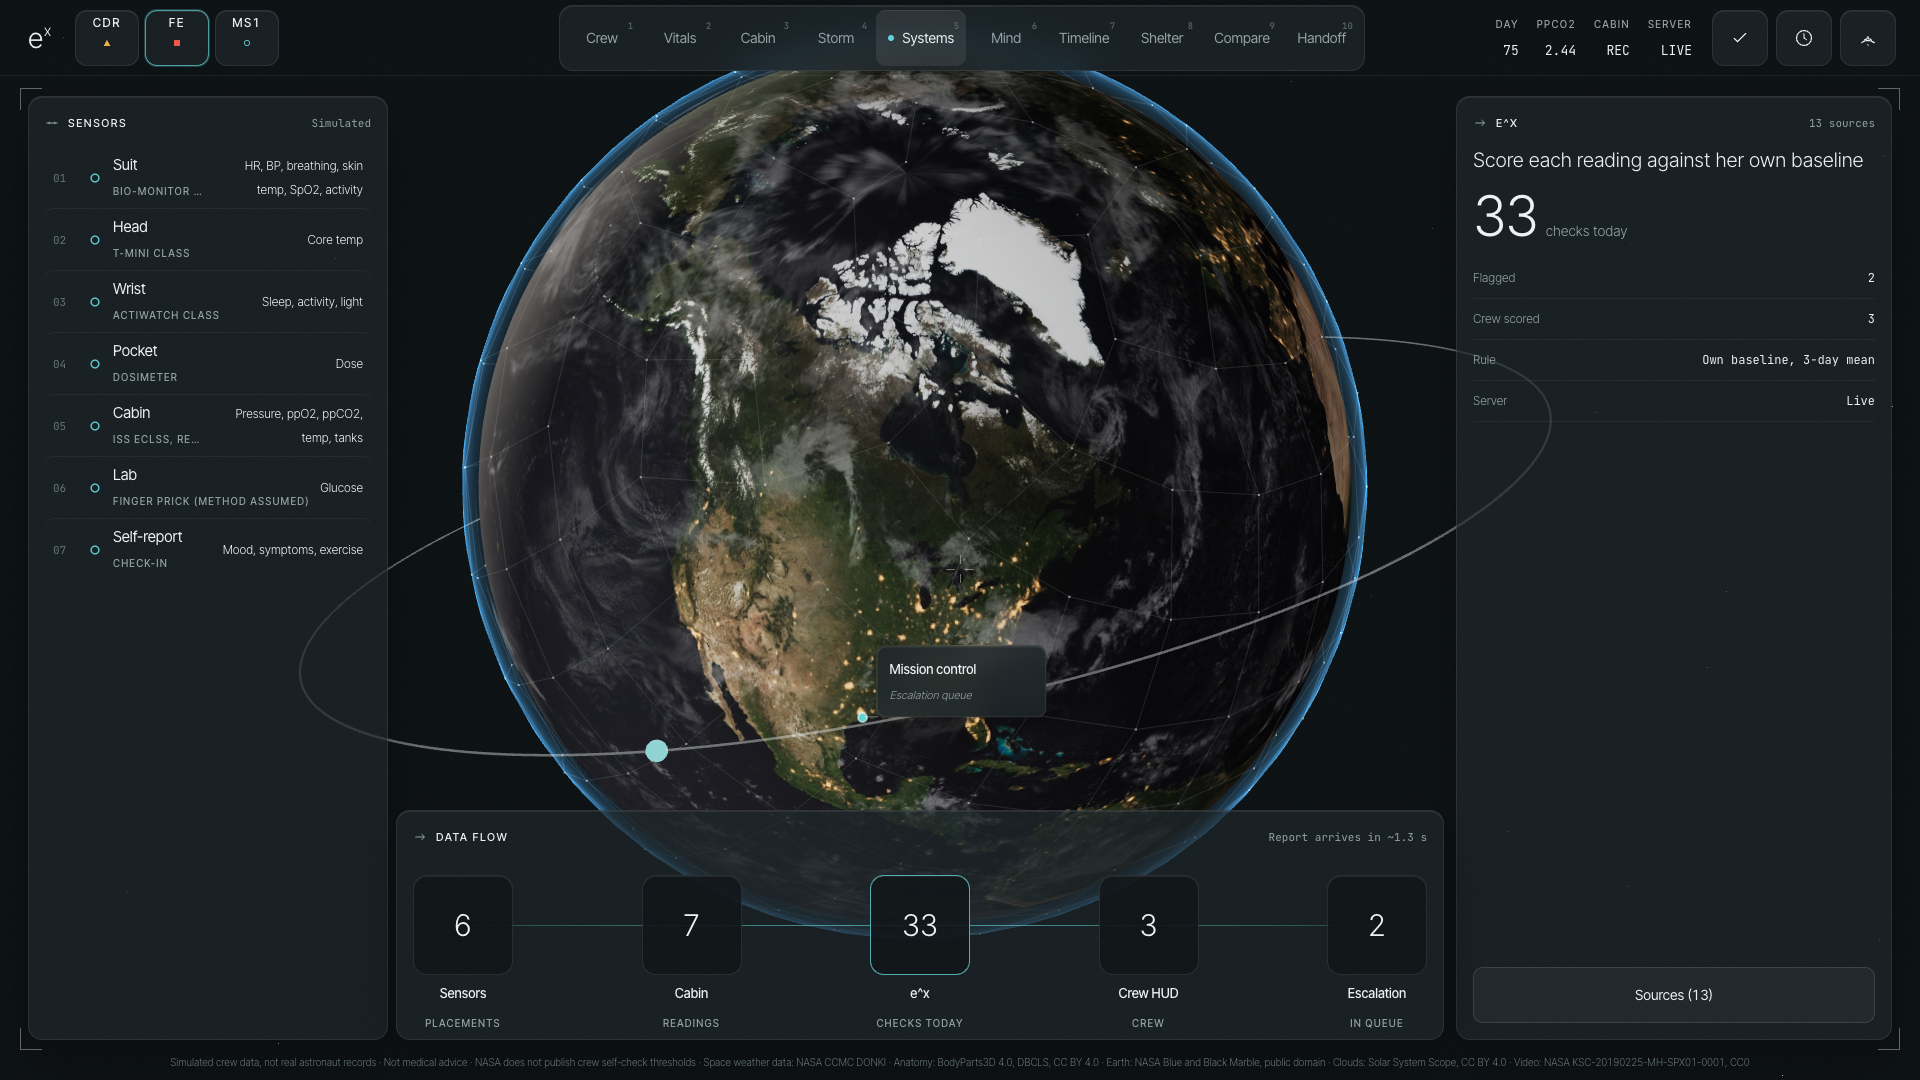 e^x
CDR
FE
MS1
Crew 1
Vitals 2
Cabin 3
Storm 4
Systems 5
Mind 6
Timeline 7
Shelter 8
Compare 9
Handoff 10
DAY PPCO2 CABIN SERVER
75 2.44 REC LIVE
SENSORS Simulated
01 Suit HR, BP, breathing, skin
BIO-MONITOR ... temp, SpO2, activity
02 Head Core temp
T-MINI CLASS
03 Wrist Sleep, activity, light
ACTIWATCH CLASS
04 Pocket Dose
DOSIMETER
05 Cabin Pressure, ppO2, ppCO2,
ISS ECLSS, RE... temp, tanks
06 Lab Glucose
FINGER PRICK (METHOD ASSUMED)
07 Self-report Mood, symptoms, exercise
CHECK-IN
Mission control
Escalation queue
E^X 13 sources
Score each reading against her own baseline
33 checks today
Flagged 2
Crew scored 3
Rule Own baseline, 3-day mean
Server Live
Sources (13)
DATA FLOW Report arrives in ~1.3 s
6 7 33 3 2
Sensors Cabin e^x Crew HUD Escalation
PLACEMENTS READINGS CHECKS TODAY CREW IN QUEUE
Simulated crew data, not real astronaut records · Not medical advice · NASA does not publish crew self-check thresholds · Space weather data: NASA CCMC DONKI · Anatomy: BodyParts3D 4.0, DBCLS, CC BY 4.0 · Earth: NASA Blue and Black Marble, public domain · Clouds: Solar System Scope, CC BY 4.0 · Video: NASA KSC-20190225-MH-SPX01-0001, CC0